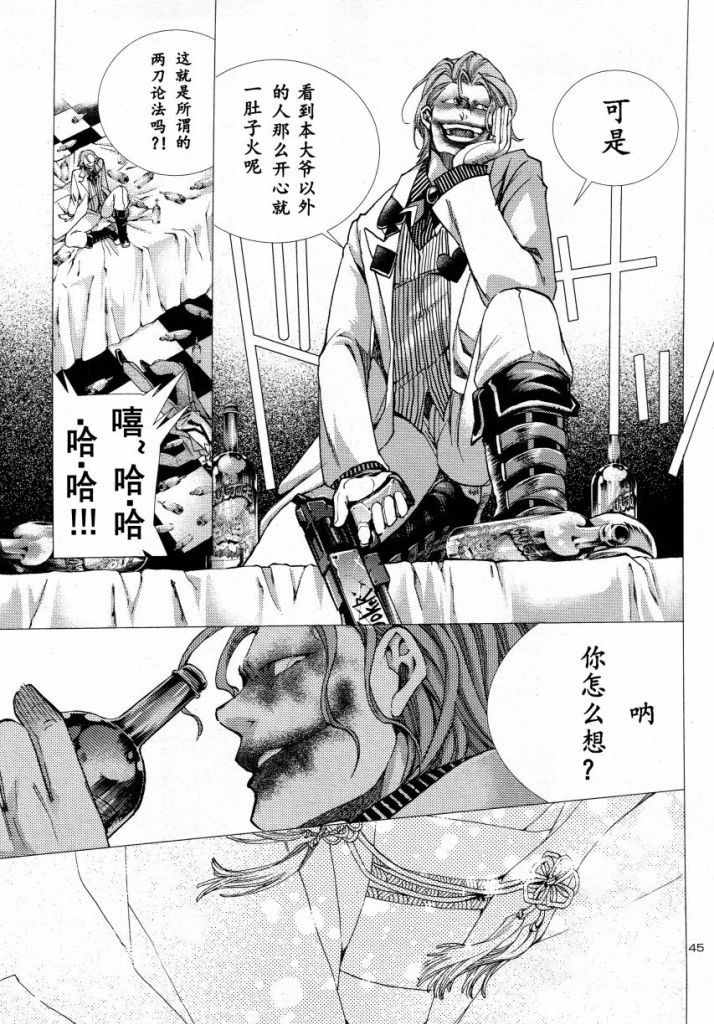 可是
看到本大爷以外
的人那么开心就
一肚子火呢
这就是所谓的
两刀论法吗?!
嘻~哈·哈
·哈·哈!!!
呐
你怎么想?
45